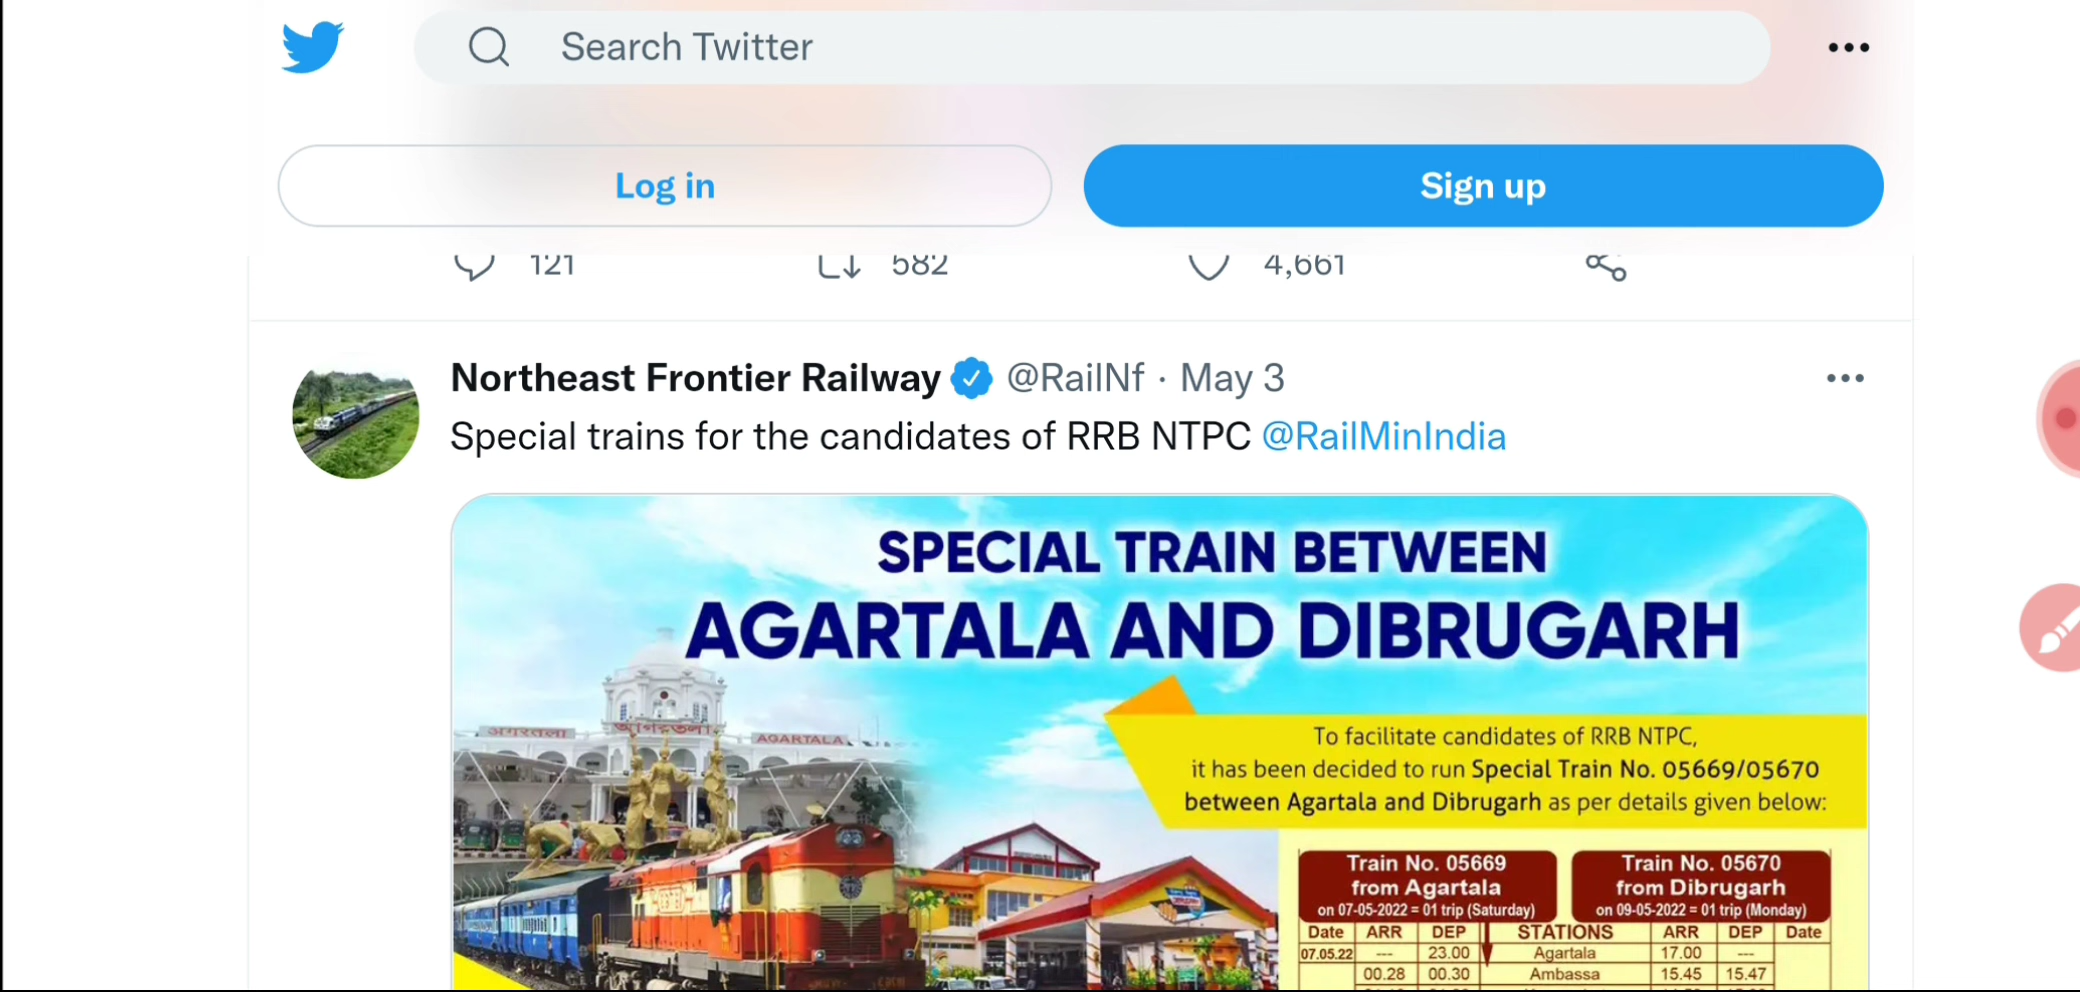 Search Twitter
Log in
Sign up
121 582 4,661
Northeast Frontier Railway @RailNf · May 3
Special trains for the candidates of RRB NTPC @RailMinIndia
SPECIAL TRAIN BETWEEN
AGARTALA AND DIBRUGARH
अगरतला আগরতলা AGARTALA
To facilitate candidates of RRB NTPC,
it has been decided to run Special Train No. 05669/05670
between Agartala and Dibrugarh as per details given below:
Train No. 05669
from Agartala
on 07-05-2022 = 01 trip (Saturday)
Train No. 05670
from Dibrugarh
on 09-05-2022 = 01 trip (Monday)
Date ARR DEP STATIONS ARR DEP Date
07.05.22 --- 23.00 Agartala 17.00 ---
00.28 00.30 Ambassa 15.45 15.47